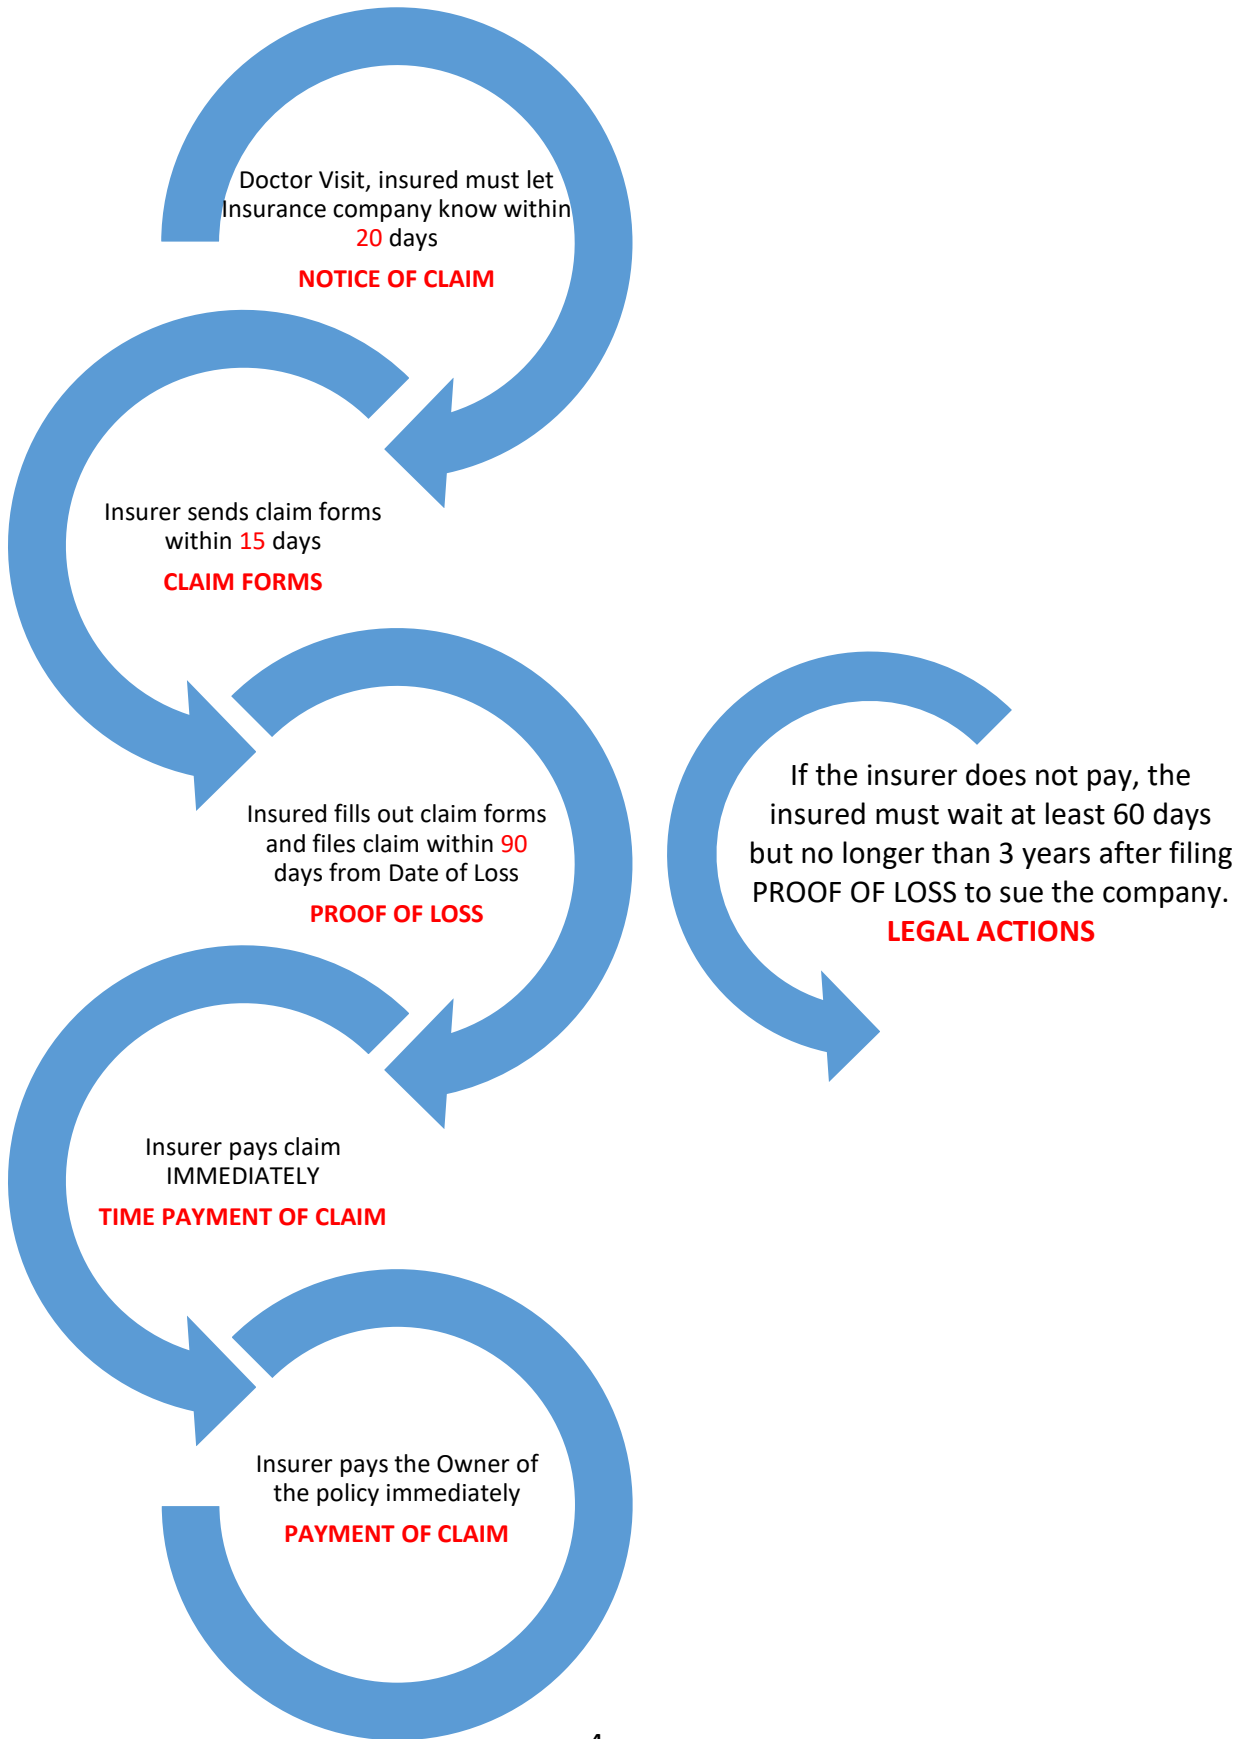 Doctor Visit, insured must let
Insurance company know within
20 days
NOTICE OF CLAIM
Insurer sends claim forms
within 15 days
CLAIM FORMS
Insured fills out claim forms
and files claim within 90
days from Date of Loss
PROOF OF LOSS
If the insurer does not pay, the
insured must wait at least 60 days
but no longer than 3 years after filing
PROOF OF LOSS to sue the company.
LEGAL ACTIONS
Insurer pays claim
IMMEDIATELY
TIME PAYMENT OF CLAIM
Insurer pays the Owner of
the policy immediately
PAYMENT OF CLAIM